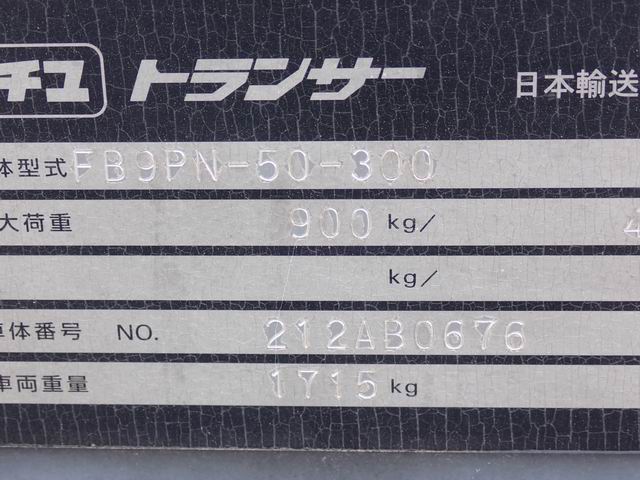 チユ トランサー 日本輸送
体型式 FB9PN-50-300
大荷重 900 kg/ 4
kg/
車体番号 NO. 212AB0676
車両重量 1715 kg